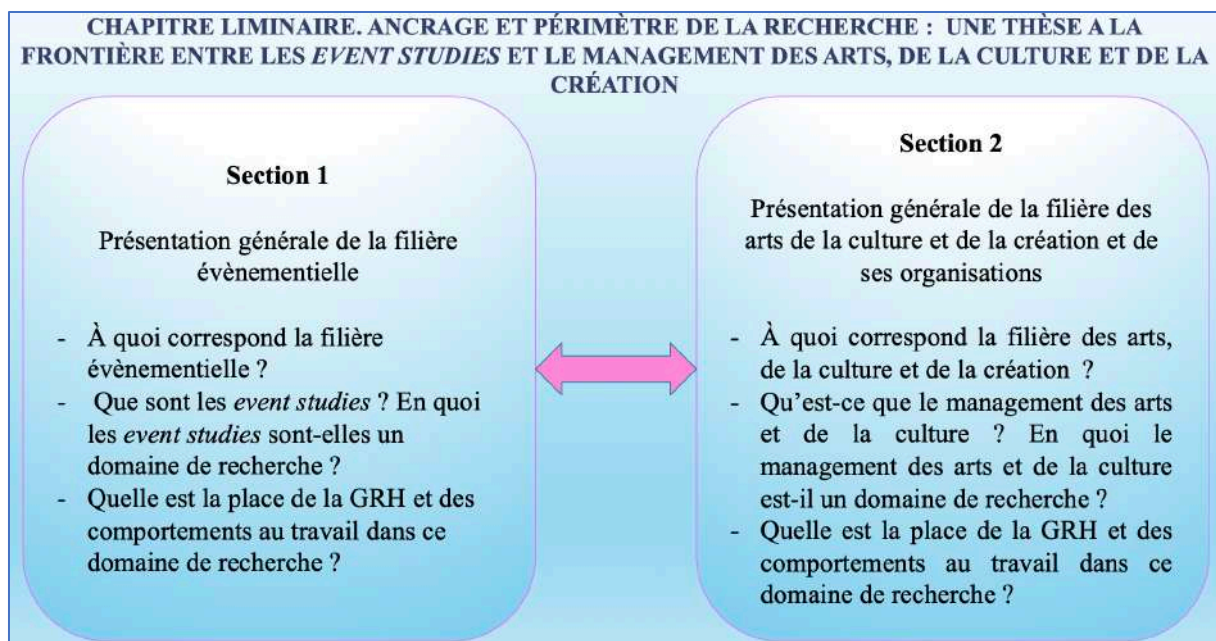 CHAPITRE LIMINAIRE. ANCRAGE ET PÉRIMÈTRE DE LA RECHERCHE : UNE THÈSE A LA
FRONTIÈRE ENTRE LES EVENT STUDIES ET LE MANAGEMENT DES ARTS, DE LA CULTURE ET DE LA
CRÉATION
Section 1
Présentation générale de la filière
évènementielle
- À quoi correspond la filière
évènementielle ?
- Que sont les event studies ? En quoi
les event studies sont-elles un
domaine de recherche ?
- Quelle est la place de la GRH et des
comportements au travail dans ce
domaine de recherche ?
Section 2
Présentation générale de la filière des
arts de la culture et de la création et de
ses organisations
- À quoi correspond la filière des arts,
de la culture et de la création ?
- Qu’est-ce que le management des arts
et de la culture ? En quoi le
management des arts et de la culture
est-il un domaine de recherche ?
- Quelle est la place de la GRH et des
comportements au travail dans ce
domaine de recherche ?